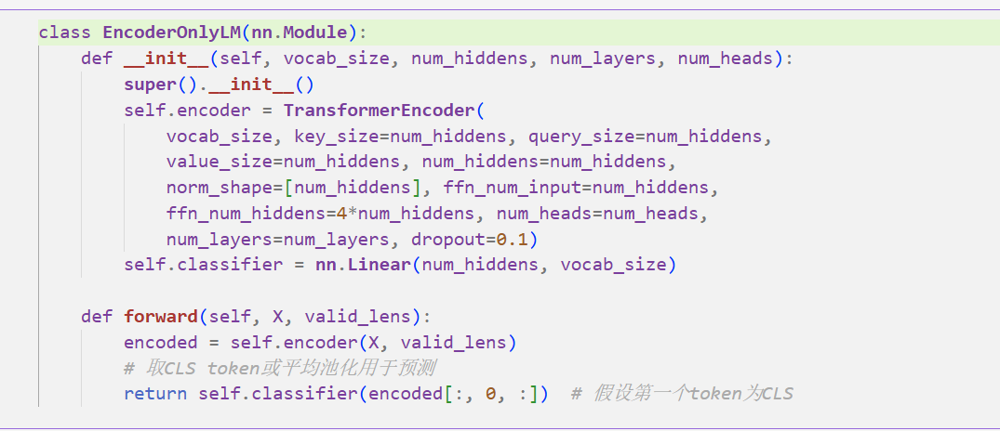 class EncoderOnlyLM(nn.Module):
    def __init__(self, vocab_size, num_hiddens, num_layers, num_heads):
        super().__init__()
        self.encoder = TransformerEncoder(
            vocab_size, key_size=num_hiddens, query_size=num_hiddens,
            value_size=num_hiddens, num_hiddens=num_hiddens,
            norm_shape=[num_hiddens], ffn_num_input=num_hiddens,
            ffn_num_hiddens=4*num_hiddens, num_heads=num_heads,
            num_layers=num_layers, dropout=0.1)
        self.classifier = nn.Linear(num_hiddens, vocab_size)

    def forward(self, X, valid_lens):
        encoded = self.encoder(X, valid_lens)
        # 取CLS token或平均池化用于预测
        return self.classifier(encoded[:, 0, :])  # 假设第一个token为CLS